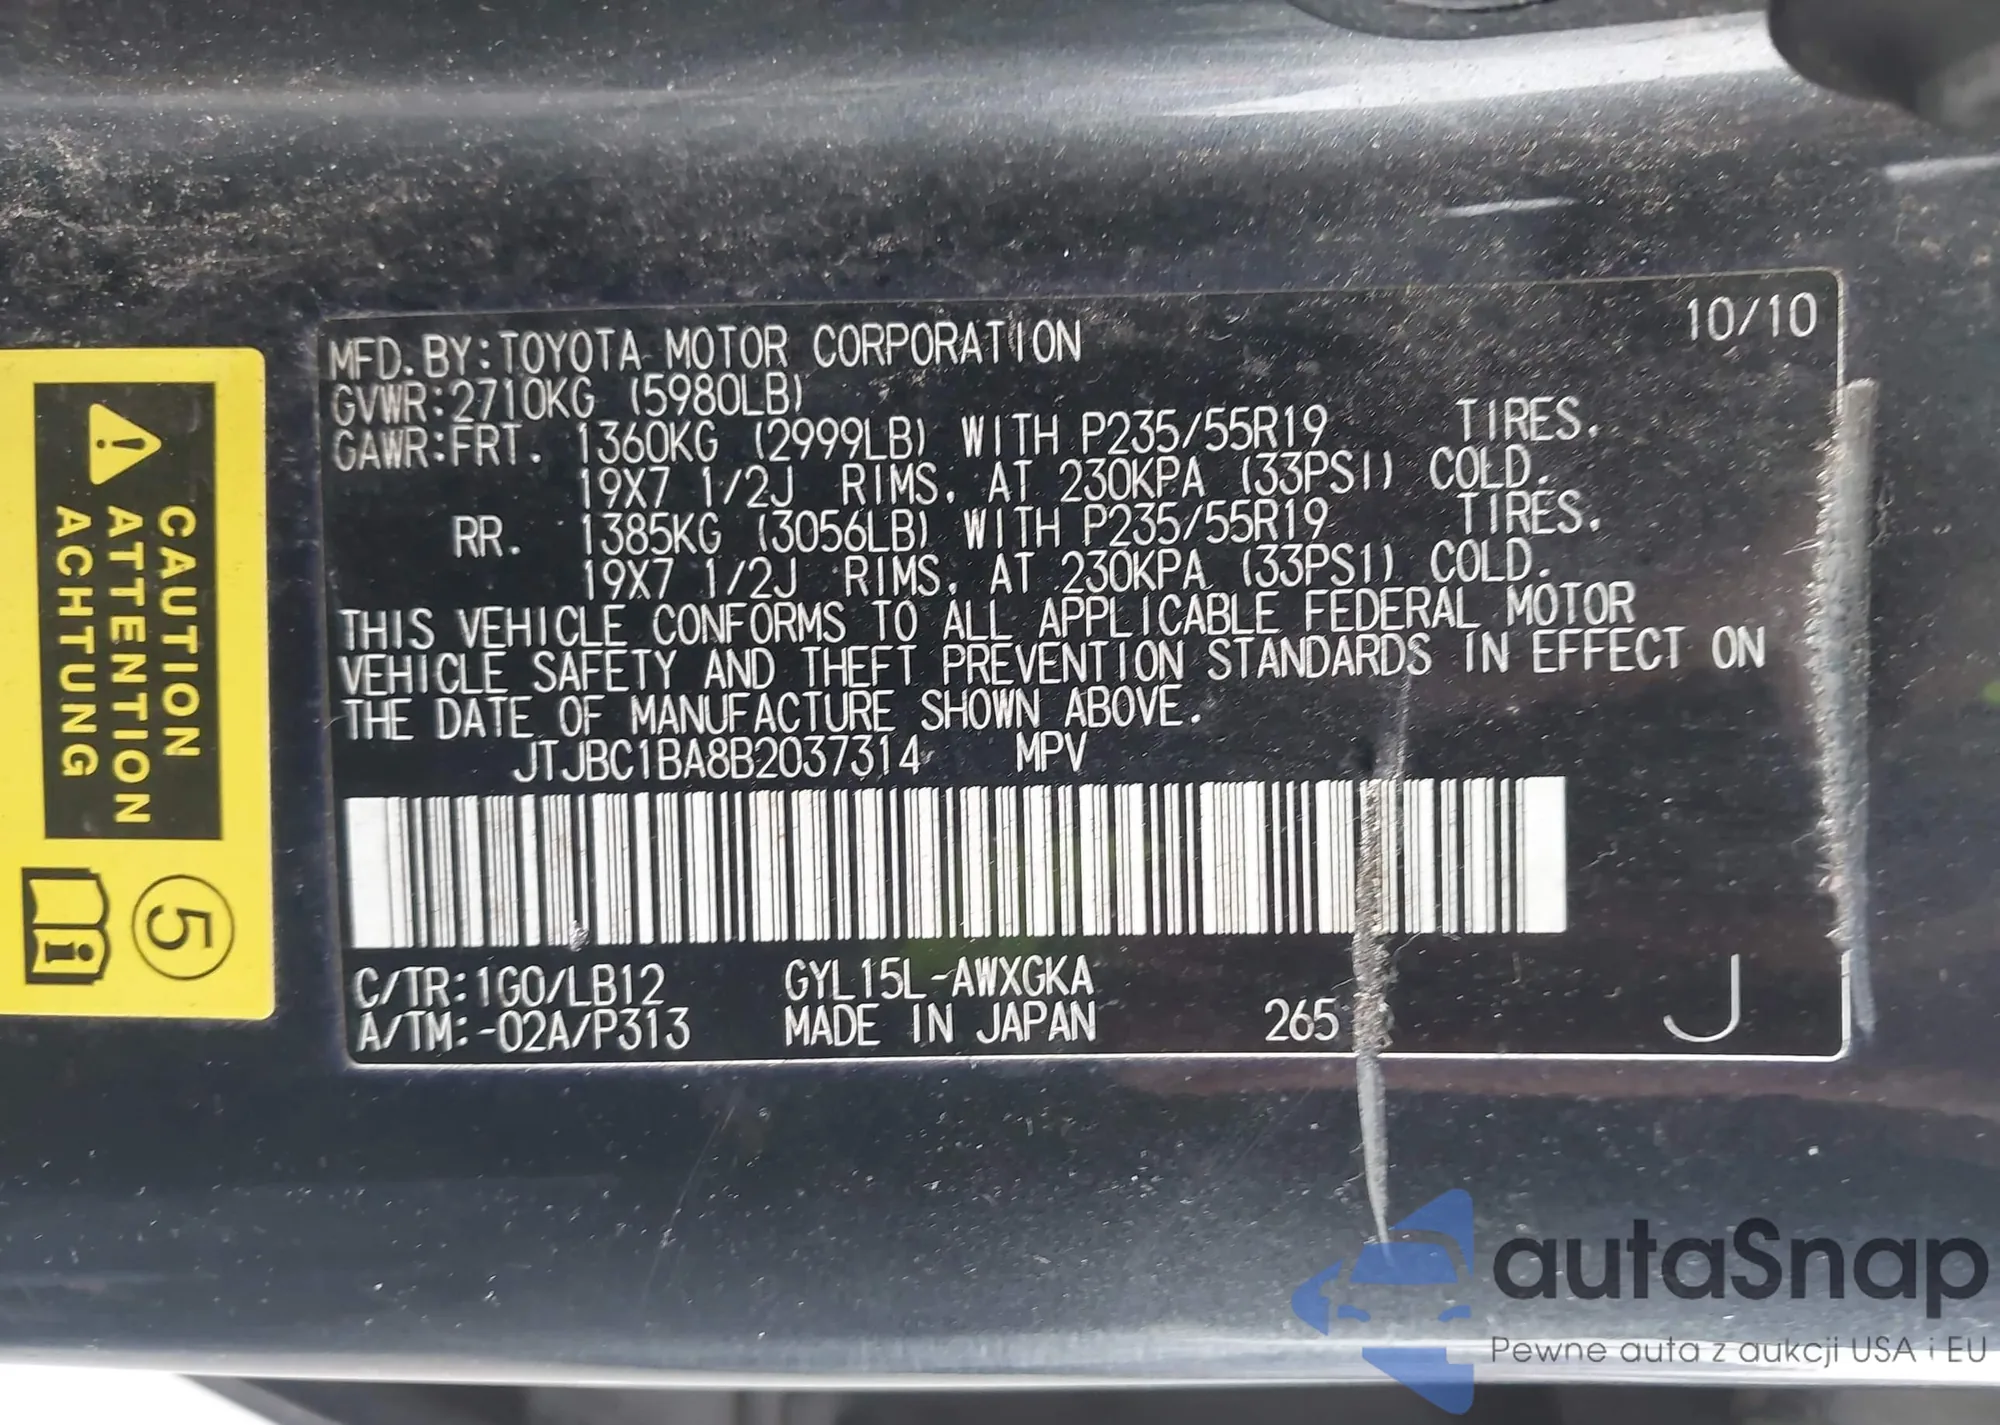 MFD. BY: TOYOTA MOTOR CORPORATION 10/10
GVWR: 2710KG (5980LB)
GAWR: FRT. 1360KG (2999LB) WITH P235/55R19 TIRES.
19X7 1/2J RIMS, AT 230KPA (33PSI) COLD.
RR. 1385KG (3056LB) WITH P235/55R19 TIRES.
19X7 1/2J RIMS, AT 230KPA (33PSI) COLD.
THIS VEHICLE CONFORMS TO ALL APPLICABLE FEDERAL MOTOR
VEHICLE SAFETY AND THEFT PREVENTION STANDARDS IN EFFECT ON
THE DATE OF MANUFACTURE SHOWN ABOVE.
JTJBC1BA8B2037314 MPV
C/TR: 1G0/LB12 GYL15L-AWXGKA
A/TM: -02A/P313 MADE IN JAPAN 265 J
CAUTION
ATTENTION
ACHTUNG
5
autaSnap
Pewne auta z aukcji USA i EU